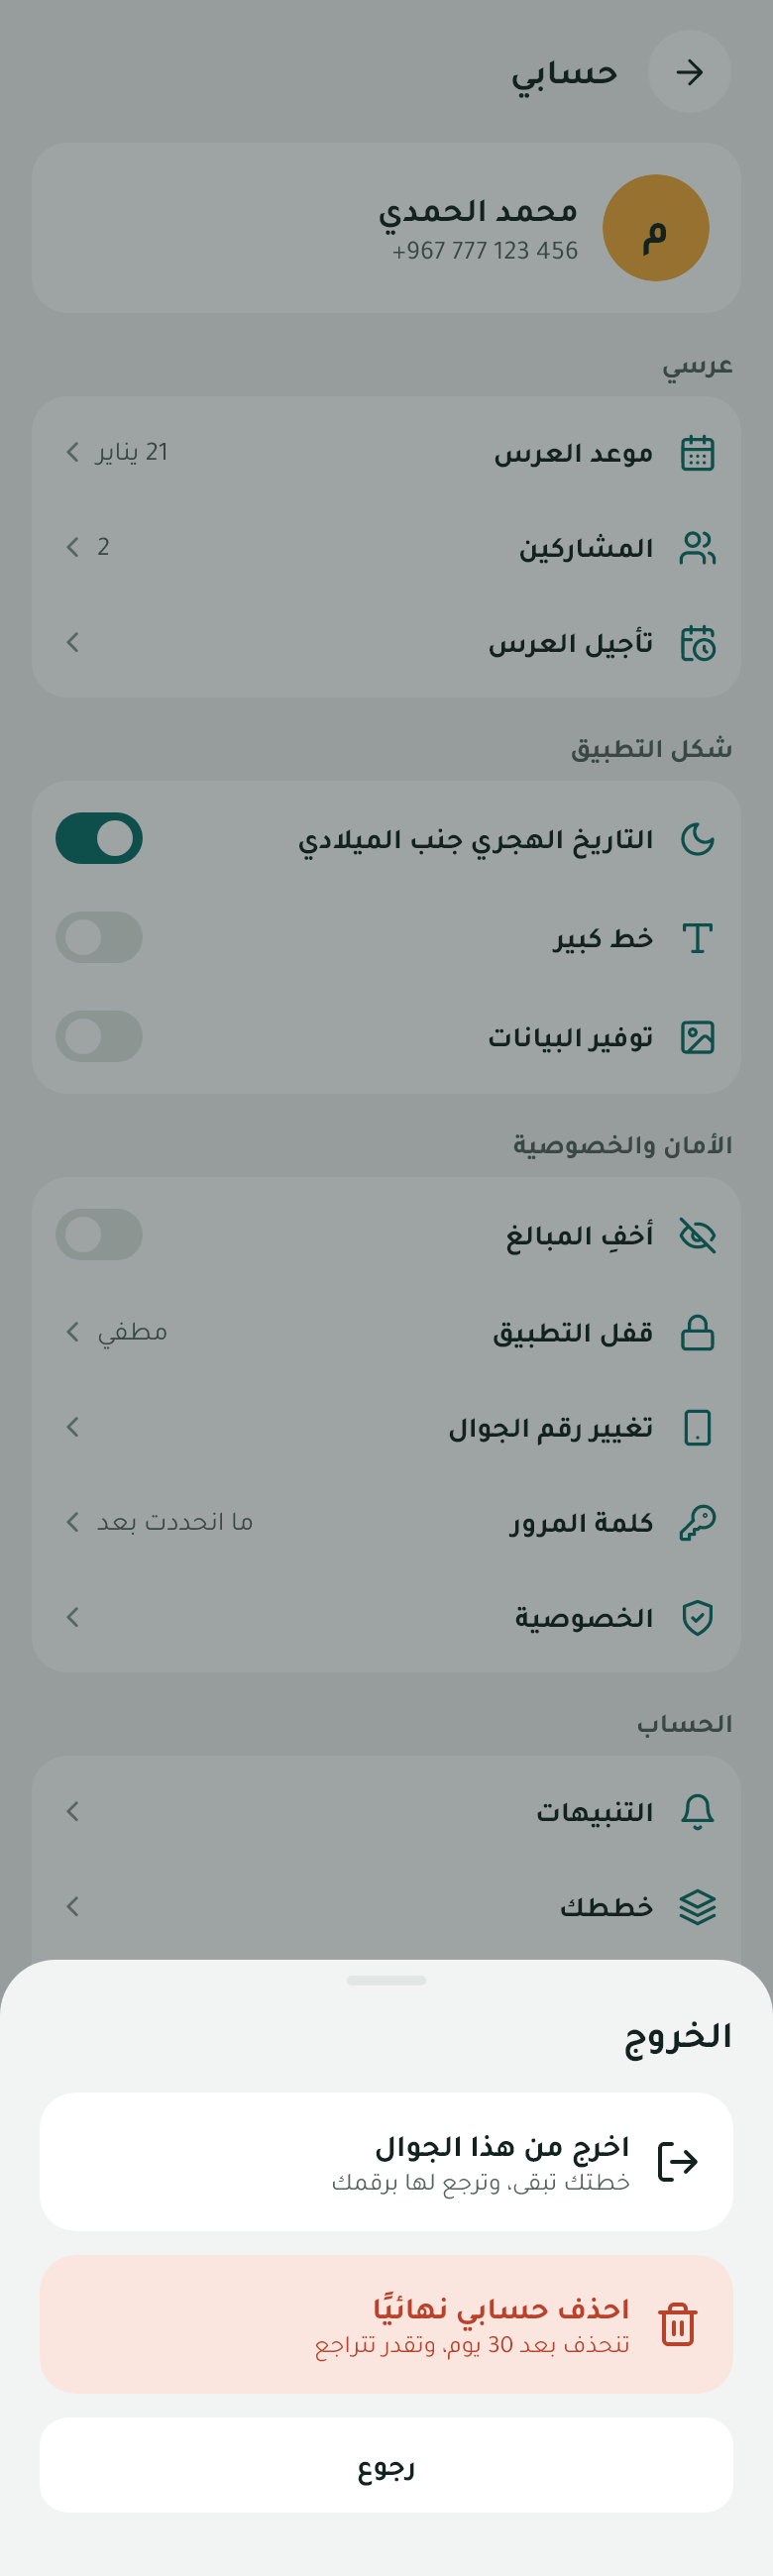 حسابي
م
محمد الحمدي
+967 777 123 456
عرسي
موعد العرس
21 يناير
المشاركين
2
تأجيل العرس
شكل التطبيق
التاريخ الهجري جنب الميلادي
خط كبير
توفير البيانات
الأمان والخصوصية
أخفِ المبالغ
قفل التطبيق
مطفي
تغيير رقم الجوال
كلمة المرور
ما انحددت بعد
الخصوصية
الحساب
التنبيهات
خططك
الخروج
اخرج من هذا الجوال
خطتك تبقى، وترجع لها برقمك
احذف حسابي نهائيًا
تنحذف بعد 30 يوم، وتقدر تتراجع
رجوع